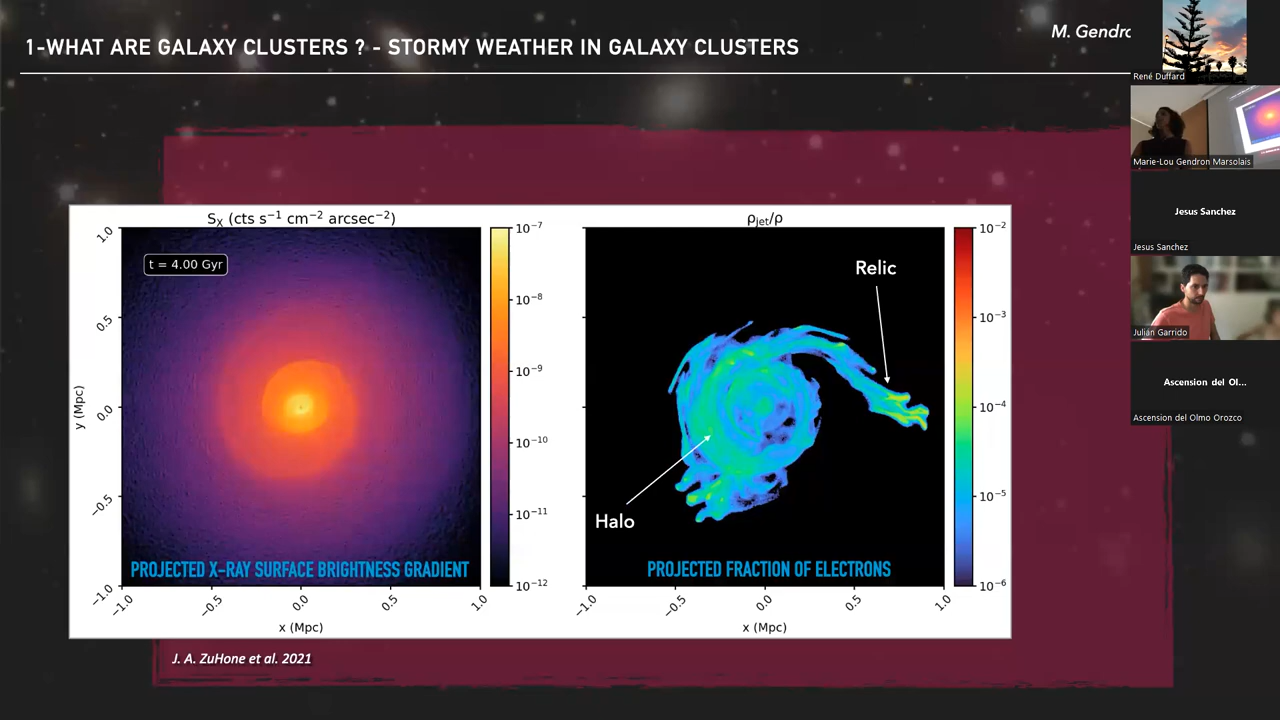 1-WHAT ARE GALAXY CLUSTERS ? - STORMY WEATHER IN GALAXY CLUSTERS
M. Gendro
René Duffard
Marie-Lou Gendron Marsolais
Jesus Sanchez
Jesus Sanchez
Julián Garrido
Ascension del Ol...
Ascension del Olmo Orozco
S_X (cts s⁻¹ cm⁻² arcsec⁻²)
t = 4.00 Gyr
1.0
0.5
0.0
−0.5
−1.0
y (Mpc)
−1.0 −0.5 0.0 0.5 1.0
x (Mpc)
PROJECTED X-RAY SURFACE BRIGHTNESS GRADIENT
10⁻⁷
10⁻⁸
10⁻⁹
10⁻¹⁰
10⁻¹¹
10⁻¹²
ρjet/ρ
Relic
Halo
PROJECTED FRACTION OF ELECTRONS
−1.0 −0.5 0.0 0.5 1.0
x (Mpc)
10⁻²
10⁻³
10⁻⁴
10⁻⁵
10⁻⁶
J. A. ZuHone et al. 2021